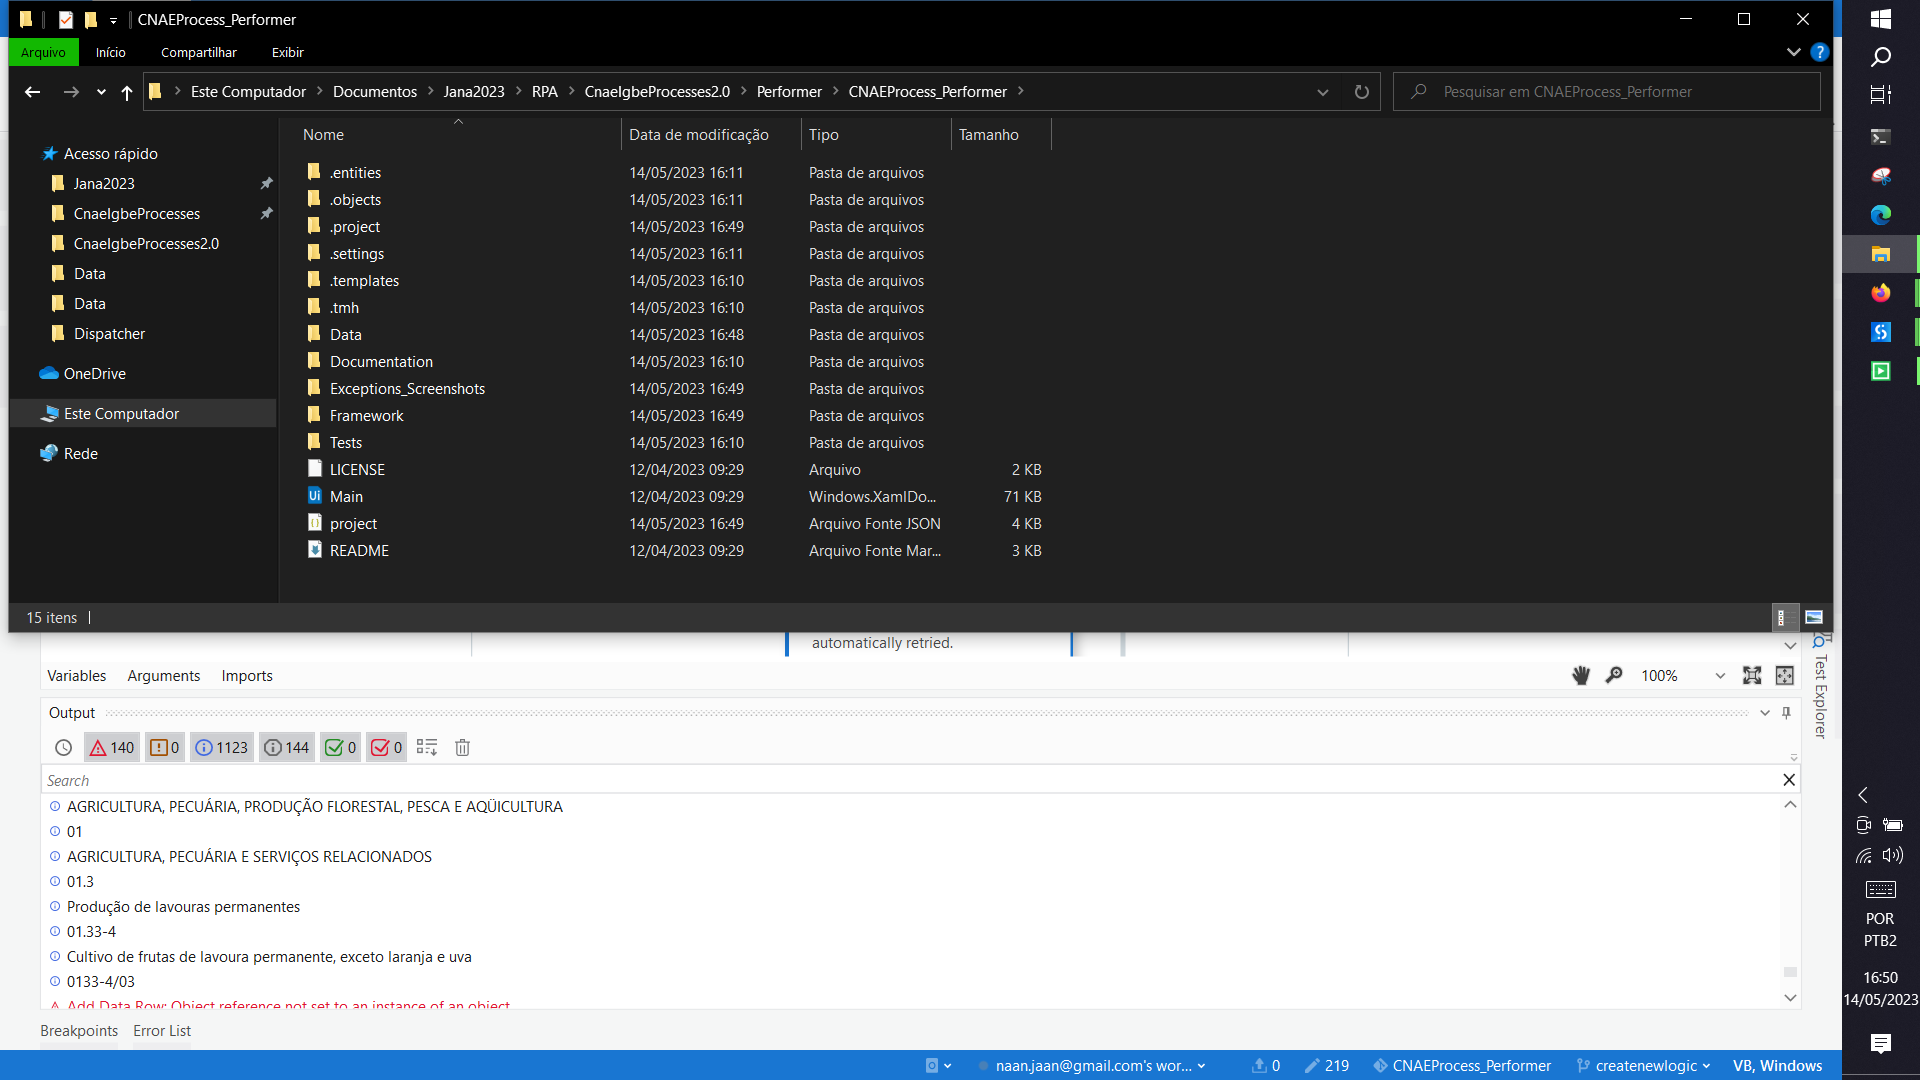 CNAEProcess_Performer
Arquivo Início Compartilhar Exibir
Este Computador Documentos Jana2023 RPA CnaeIgbeProcesses2.0 Performer CNAEProcess_Performer
Pesquisar em CNAEProcess_Performer
Acesso rápido
Jana2023
CnaeIgbeProcesses
CnaeIgbeProcesses2.0
Data
Data
Dispatcher
OneDrive
Este Computador
Rede
Nome Data de modificação Tipo Tamanho
.entities 14/05/2023 16:11 Pasta de arquivos
.objects 14/05/2023 16:11 Pasta de arquivos
.project 14/05/2023 16:49 Pasta de arquivos
.settings 14/05/2023 16:11 Pasta de arquivos
.templates 14/05/2023 16:10 Pasta de arquivos
.tmh 14/05/2023 16:10 Pasta de arquivos
Data 14/05/2023 16:48 Pasta de arquivos
Documentation 14/05/2023 16:10 Pasta de arquivos
Exceptions_Screenshots 14/05/2023 16:49 Pasta de arquivos
Framework 14/05/2023 16:49 Pasta de arquivos
Tests 14/05/2023 16:10 Pasta de arquivos
LICENSE 12/04/2023 09:29 Arquivo 2 KB
Main 12/04/2023 09:29 Windows.XamlDo... 71 KB
project 14/05/2023 16:49 Arquivo Fonte JSON 4 KB
README 12/04/2023 09:29 Arquivo Fonte Mar... 3 KB
15 itens
automatically retried.
Variables Arguments Imports
100%
Test Explorer
Output
140 0 1123 144 0 0
Search
AGRICULTURA, PECUÁRIA, PRODUÇÃO FLORESTAL, PESCA E AQÜICULTURA
01
AGRICULTURA, PECUÁRIA E SERVIÇOS RELACIONADOS
01.3
Produção de lavouras permanentes
01.33-4
Cultivo de frutas de lavoura permanente, exceto laranja e uva
0133-4/03
Add Data Row: Object reference not set to an instance of an object
Breakpoints Error List
naan.jaan@gmail.com's wor... 0 219 CNAEProcess_Performer createnewlogic VB, Windows
POR
PTB2
16:50
14/05/2023